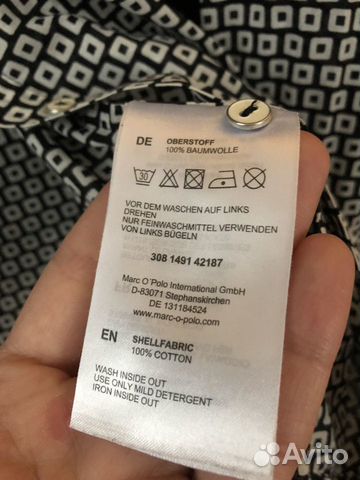 DE OBERSTOFF
100% BAUMWOLLE
30
VOR DEM WASCHEN AUF LINKS
DREHEN
NUR FEINWASCHMITTEL VERWENDEN
VON LINKS BÜGELN
308 1491 42187
Marc O'Polo International GmbH
D-83071 Stephanskirchen
DE 131184524
www.marc-o-polo.com
EN SHELLFABRIC
100% COTTON
WASH INSIDE OUT
USE ONLY MILD DETERGENT
IRON INSIDE OUT
Avito